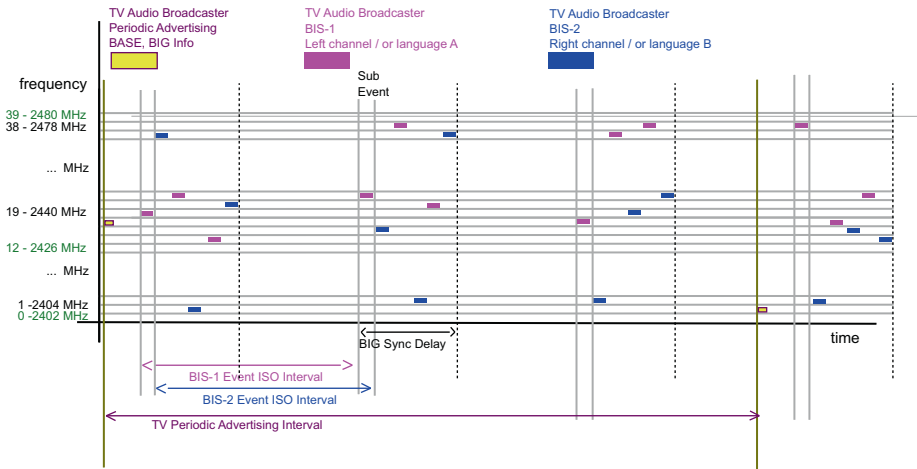 TV Audio Broadcaster
Periodic Advertising
BASE, BIG Info
TV Audio Broadcaster
BIS-1
Left channel / or language A
TV Audio Broadcaster
BIS-2
Right channel / or language B
Sub
Event
frequency
39 - 2480 MHz
38 - 2478 MHz
... MHz
19 - 2440 MHz
12 - 2426 MHz
... MHz
1 -2404 MHz
0 -2402 MHz
time
BIG Sync Delay
BIS-1 Event ISO Interval
BIS-2 Event ISO Interval
TV Periodic Advertising Interval